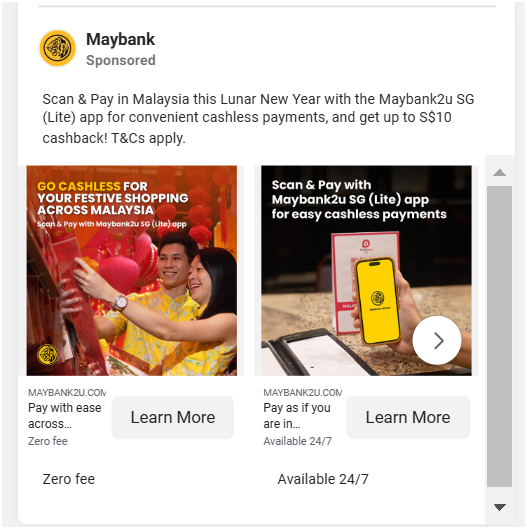 Maybank
Sponsored
Scan & Pay in Malaysia this Lunar New Year with the Maybank2u SG
(Lite) app for convenient cashless payments, and get up to S$10
cashback! T&Cs apply.
GO CASHLESS FOR
YOUR FESTIVE SHOPPING
ACROSS MALAYSIA
Scan & Pay with Maybank2u SG (Lite) app
Scan & Pay with
Maybank2u SG (Lite) app
for easy cashless payments
MAYBANK2U.COM
Pay with ease
across...
Zero fee
Learn More
MAYBANK2U.COM
Pay as if you
are in...
Available 24/7
Learn More
Zero fee
Available 24/7